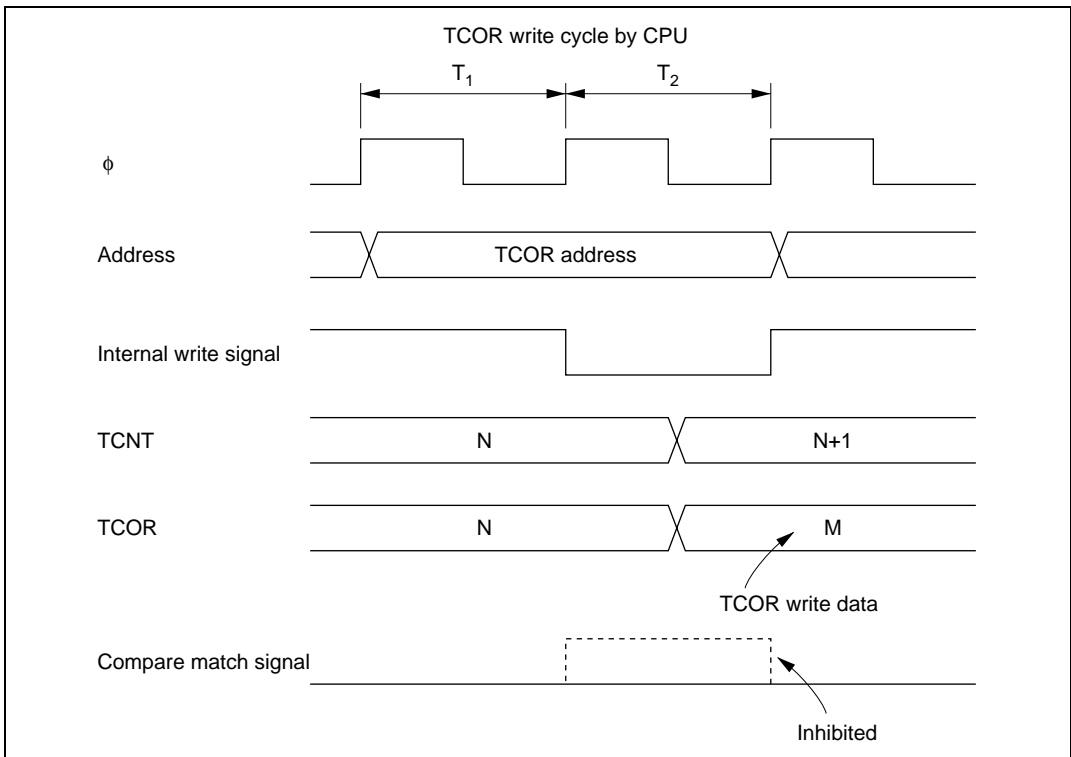 TCOR write cycle by CPU
T1 T2
φ
Address TCOR address
Internal write signal
TCNT N N+1
TCOR N M
TCOR write data
Compare match signal
Inhibited